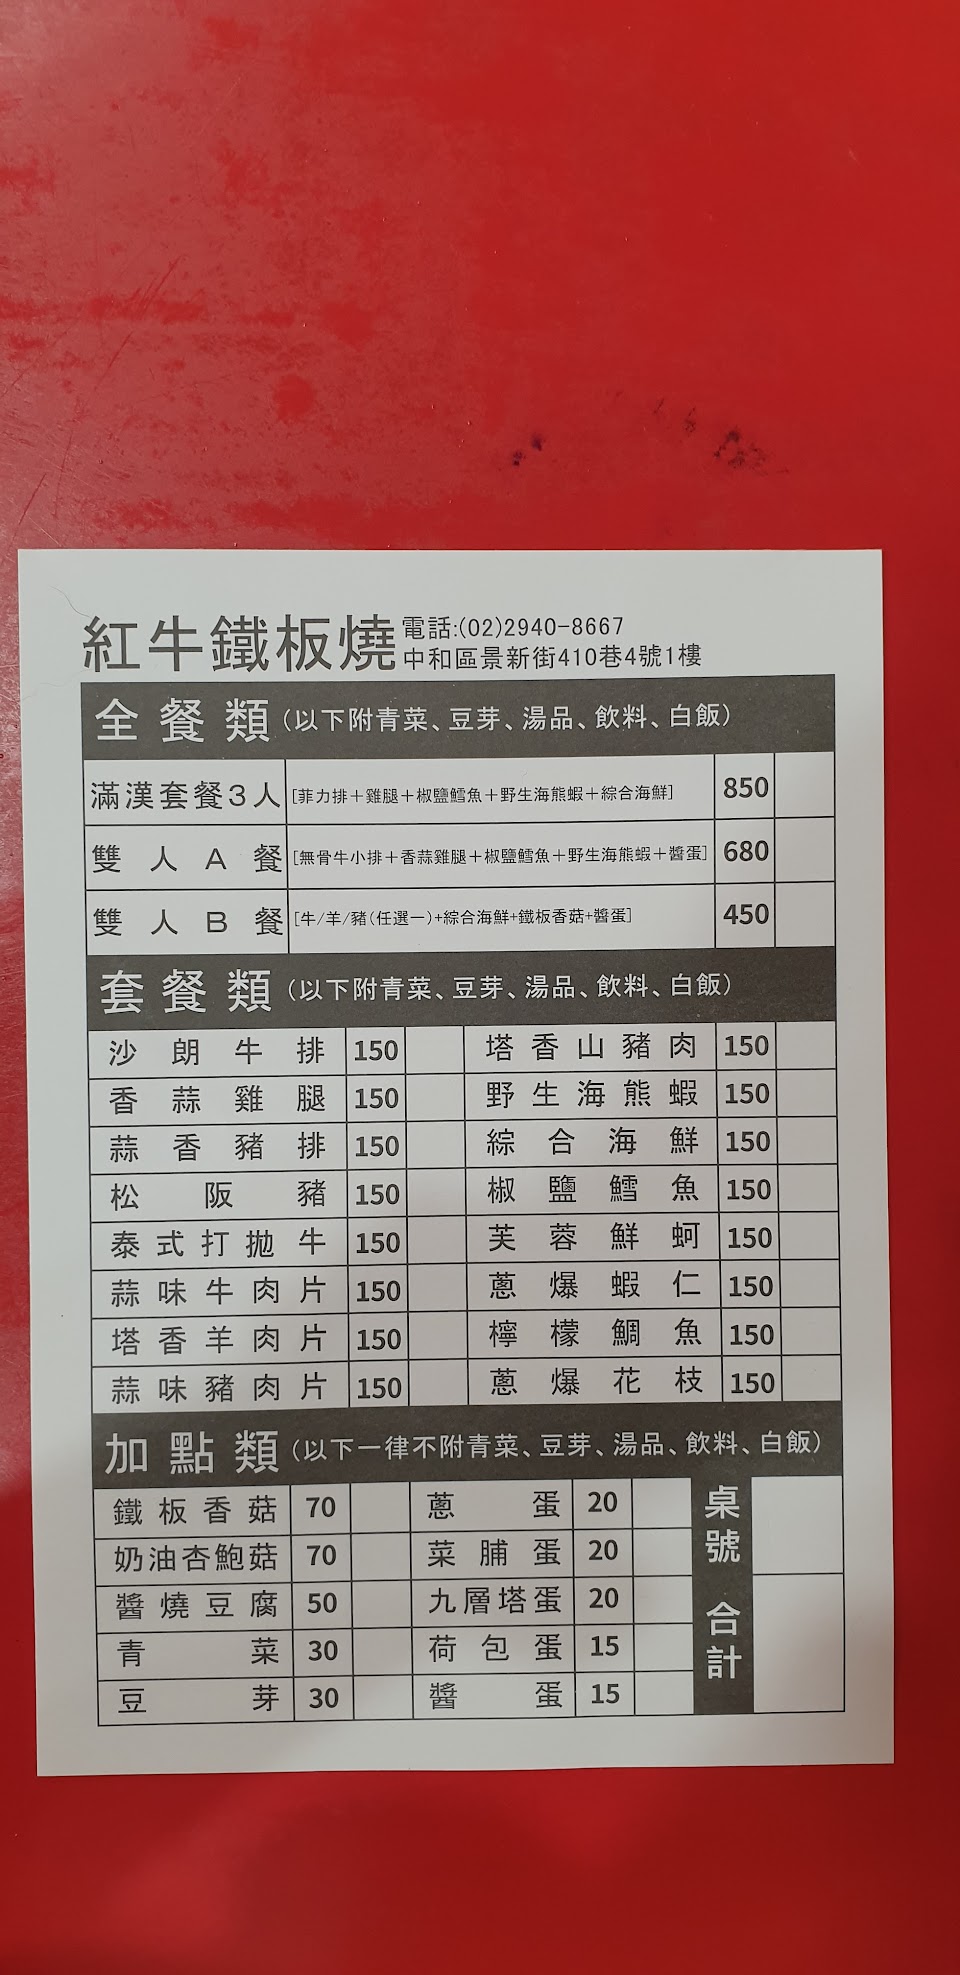 紅牛鐵板燒
電話:(02)2940-8667
中和區景新街410巷4號1樓
全餐類(以下附青菜、豆芽、湯品、飲料、白飯)
滿漢套餐3人 [菲力排+雞腿+椒鹽鱈魚+野生海熊蝦+綜合海鮮] 850
雙人A餐 [無骨牛小排+香蒜雞腿+椒鹽鱈魚+野生海熊蝦+醬蛋] 680
雙人B餐 [牛/羊/豬(任選一)+綜合海鮮+鐵板香菇+醬蛋] 450
套餐類(以下附青菜、豆芽、湯品、飲料、白飯)
沙朗牛排 150 塔香山豬肉 150
香蒜雞腿 150 野生海熊蝦 150
蒜香豬排 150 綜合海鮮 150
松阪豬 150 椒鹽鱈魚 150
泰式打拋牛 150 芙蓉鮮蚵 150
蒜味牛肉片 150 蔥爆蝦仁 150
塔香羊肉片 150 檸檬鯛魚 150
蒜味豬肉片 150 蔥爆花枝 150
加點類(以下一律不附青菜、豆芽、湯品、飲料、白飯)
鐵板香菇 70 蔥蛋 20
奶油杏鮑菇 70 菜脯蛋 20
醬燒豆腐 50 九層塔蛋 20
青菜 30 荷包蛋 15
豆芽 30 醬蛋 15
桌號
合計